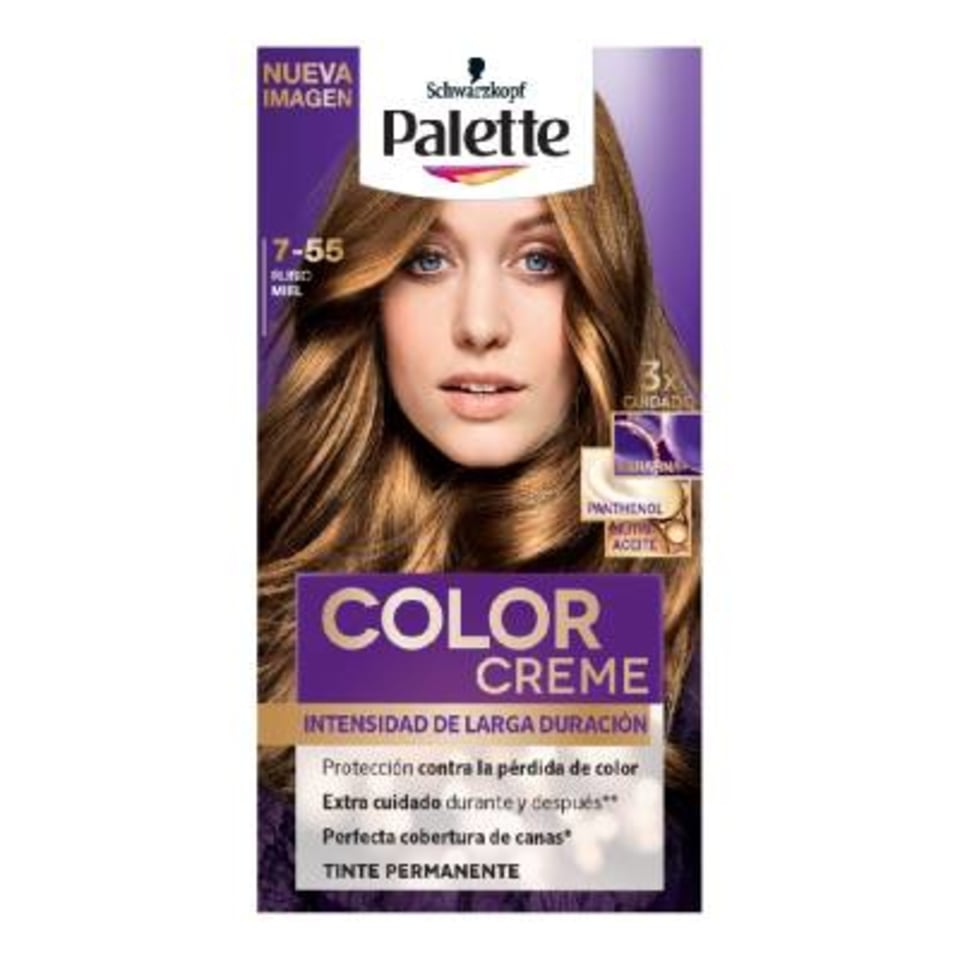 NUEVA
IMAGEN
Schwarzkopf
Palette
7-55
RUBIO
MIEL
3x
CUIDADO
PANTHENOL
ACEITE
COLOR
CREME
INTENSIDAD DE LARGA DURACIÓN
Protección contra la pérdida de color
Extra cuidado durante y después**
Perfecta cobertura de canas*
TINTE PERMANENTE